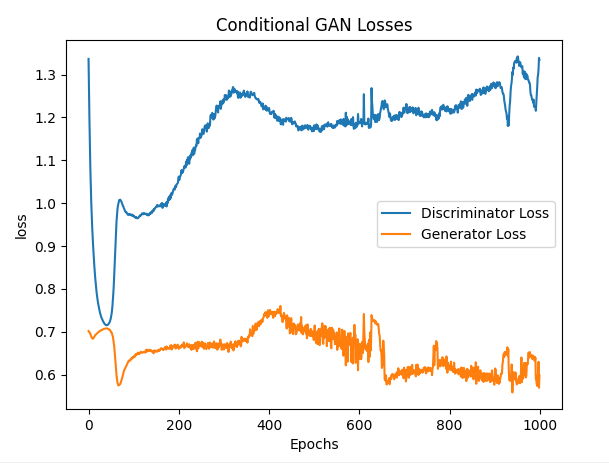 Conditional GAN Losses
loss
1.3
1.2
1.1
1.0
0.9
0.8
0.7
0.6
Discriminator Loss
Generator Loss
0 200 400 600 800 1000
Epochs